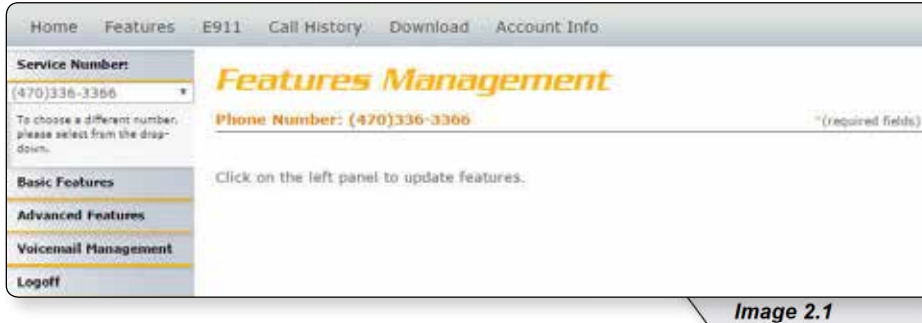 Home Features E911 Call History Download Account Info
Service Number:
(470)336-3366
To choose a different number,
please select from the drop-
down.
Basic Features
Advanced Features
Voicemail Management
Logoff
Features Management
Phone Number: (470)336-3366
*(required fields)
Click on the left panel to update features.
Image 2.1